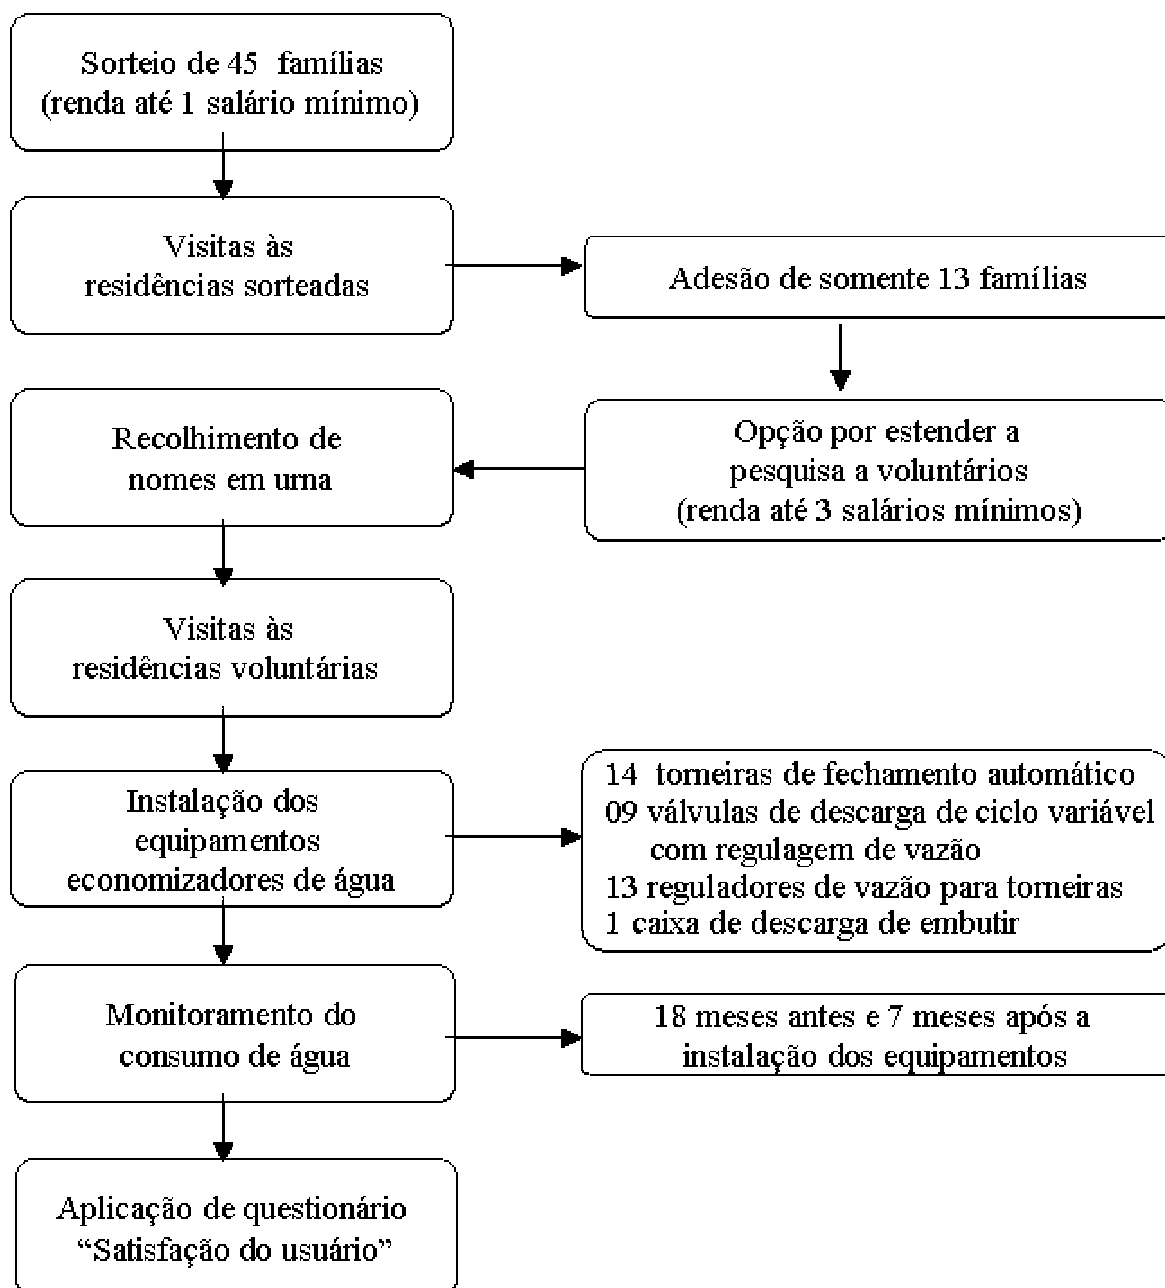 Sorteio de 45 famílias
(renda até 1 salário mínimo)
Visitas às
residências sorteadas
Adesão de somente 13 famílias
Opção por estender a
pesquisa a voluntários
(renda até 3 salários mínimos)
Recolhimento de
nomes em urna
Visitas às
residências voluntárias
Instalação dos
equipamentos
economizadores de água
14 torneiras de fechamento automático
09 válvulas de descarga de ciclo variável
com regulagem de vazão
13 reguladores de vazão para torneiras
1 caixa de descarga de embutir
Monitoramento do
consumo de água
18 meses antes e 7 meses após a
instalação dos equipamentos
Aplicação de questionário
“Satisfação do usuário”